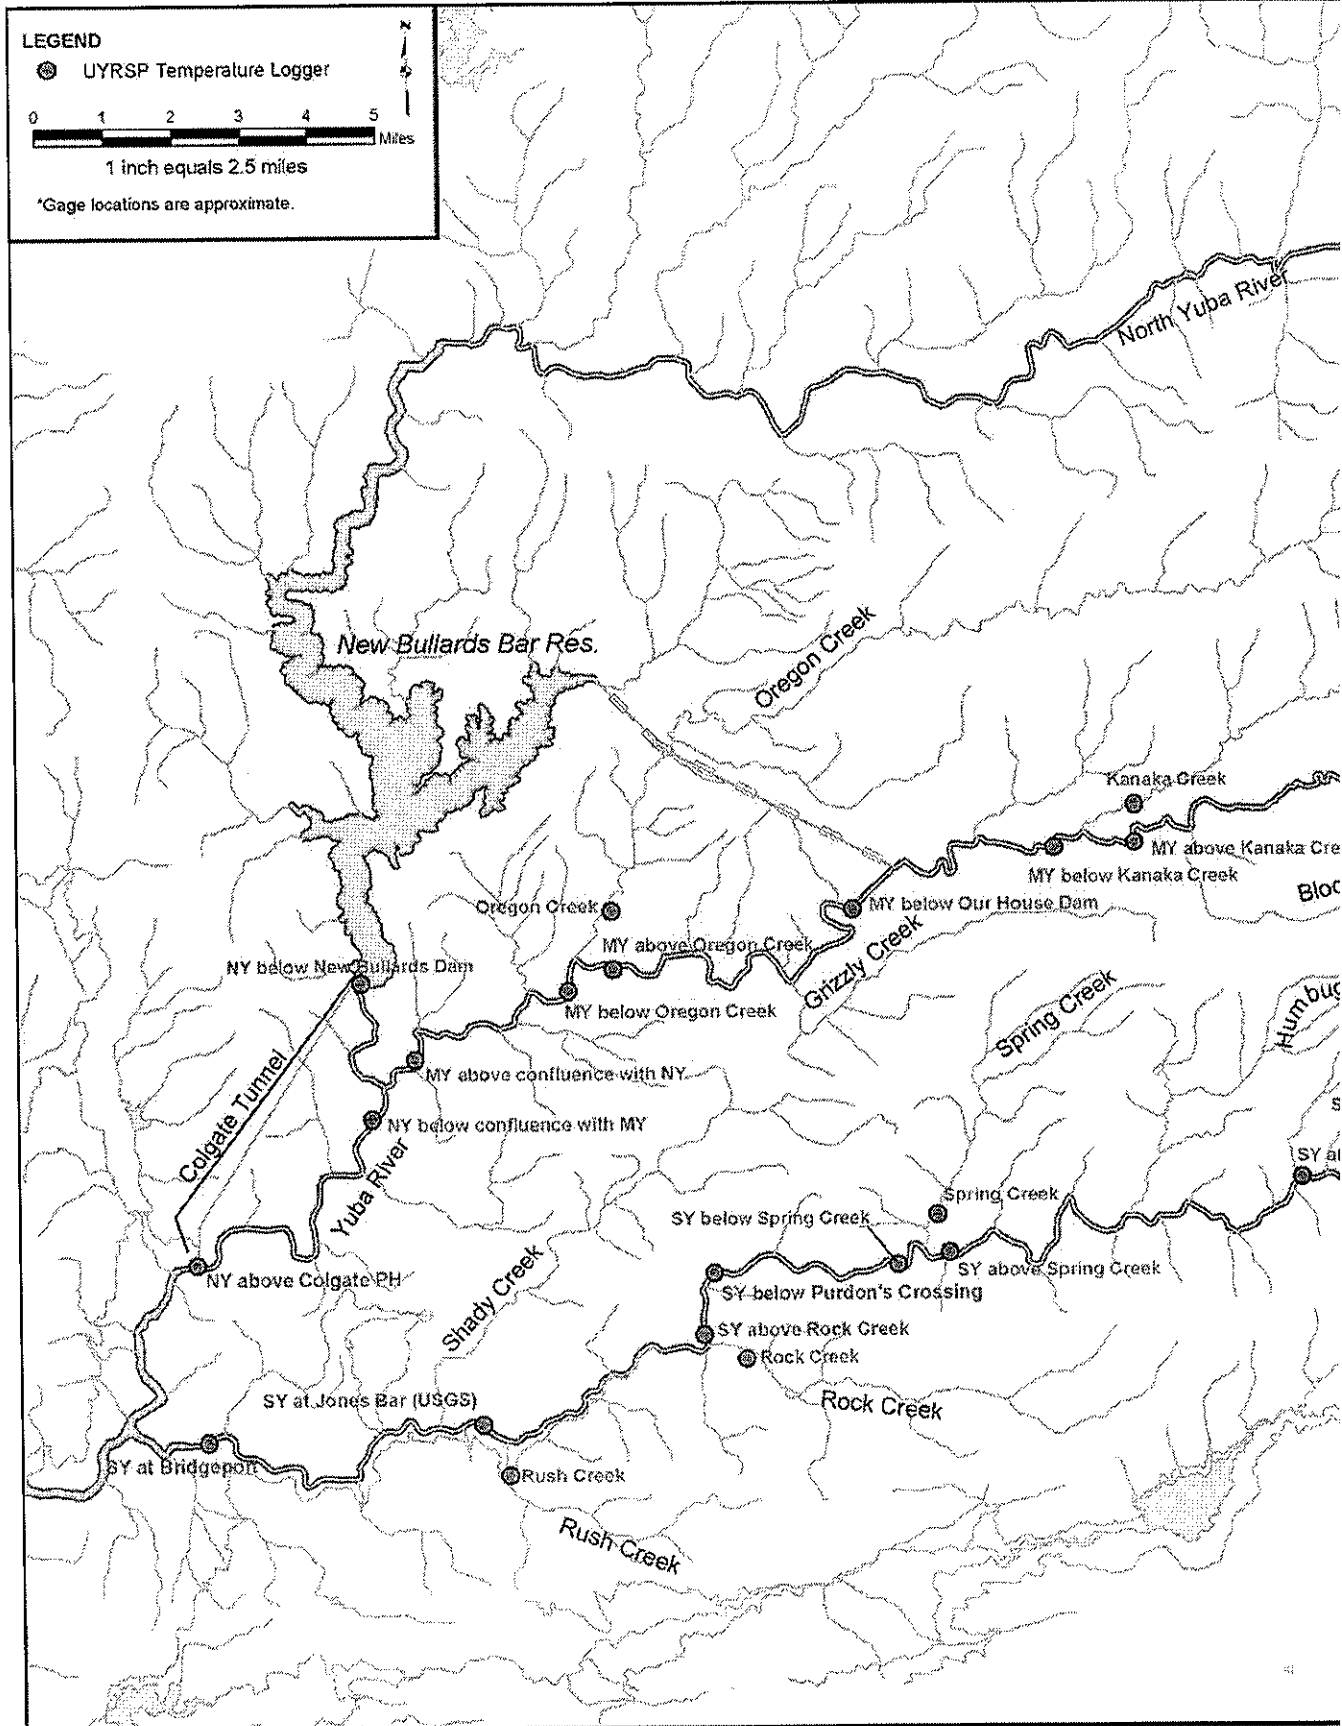 LEGEND
N
UYRSP Temperature Logger
0 1 2 3 4 5
Miles
1 inch equals 2.5 miles
*Gage locations are approximate.
North Yuba River
New Bullards Bar Res.
Oregon Creek
Kanaka Creek
MY above Kanaka Cre
MY below Kanaka Creek
Bloc
MY below Our House Dam
Oregon Creek
MY above Oregon Creek
Grizzly Creek
NY below New Bullards Dam
MY below Oregon Creek
Spring Creek
Humbug
MY above confluence with NY
Colgate Tunnel
NY below confluence with MY
S
Yuba River
SY at
Spring Creek
SY below Spring Creek
SY above Spring Creek
NY above Colgate PH
Shady Creek
SY below Purdon's Crossing
SY above Rock Creek
Rock Creek
Rock Creek
SY at Jones Bar (USGS)
SY at Bridgeport
Rush Creek
Rush Creek